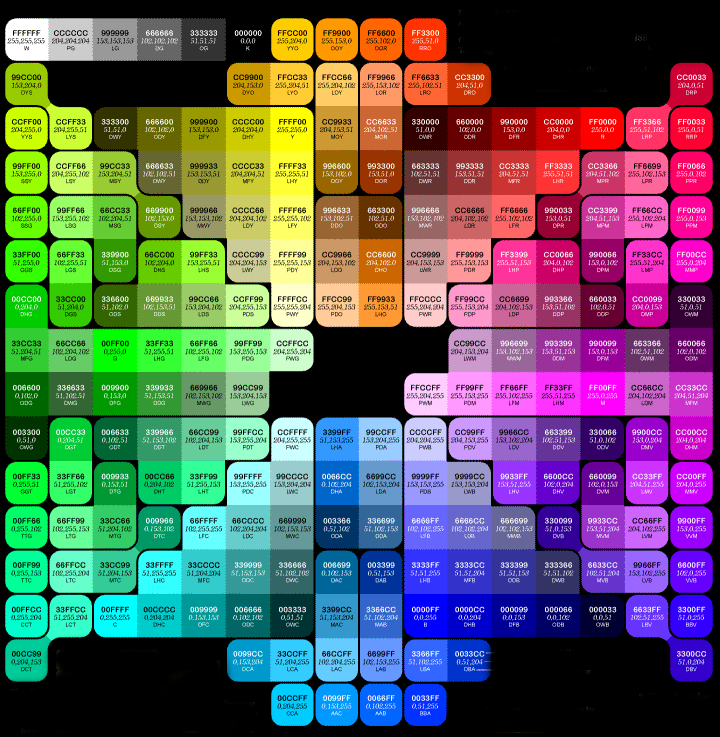 FFFFFF CCCCCC 999999 666666 333333 000000 FFCC00 FF9900 FF6600 FF3300
255,255,255 204,204,204 153,153,153 102,102,102 51,51,51 0,0,0 255,204,0 255,153,0 255,102,0 255,51,0
W PG LG DG OG K YYO OOY OOR RRO
99CC00 CC9900 FFCC33 FFCC66 FF9966 FF6633 CC3300 CC0033
153,204,0 204,153,0 255,204,51 255,204,102 255,153,102 255,102,51 204,51,0 204,0,51
DYS DYO LYO LOY LOR LRO DRO DRP
CCFF00 CCFF33 333300 666600 999900 CCCC00 FFFF00 CC9933 CC6633 330000 660000 990000 CC0000 FF0000 FF3366 FF0033
204,255,0 204,255,51 51,51,0 102,102,0 153,153,0 204,204,0 255,255,0 204,153,51 204,102,51 51,0,0 102,0,0 153,0,0 204,0,0 255,0,0 255,51,102 255,0,51
YYS LYS OWY ODY DFY DHY Y MOY MOR OWR ODR DFR DHR R LRP RRP
99FF00 CCFF66 99CC33 666633 999933 CCCC33 FFFF33 996600 993300 663333 993333 CC3333 FF3333 CC3366 FF6699 FF0066
153,255,0 204,255,102 153,204,51 102,102,51 153,153,51 204,204,51 255,255,51 153,102,0 153,51,0 102,51,51 153,51,51 204,51,51 255,51,51 204,51,102 255,102,153 255,0,102
SSY LSY MSY DWY DDY MFY LHY OOY OOR DWR DDR MFR LHR MPR LPR PPR
66FF00 99FF66 66CC33 669900 999966 CCCC66 FFFF66 996633 663300 996666 CC6666 FF6666 990033 CC3399 FF66CC FF0099
102,255,0 153,255,102 102,204,51 102,153,0 153,153,102 204,204,102 255,255,102 153,102,51 102,51,0 153,102,102 204,102,102 255,102,102 153,0,51 204,51,153 255,102,204 255,0,153
SSG LSG MSG DSY MWY LDY LFY DDO ODO MWR LDR LFR DPR MPM LPM PPM
33FF00 66FF33 339900 66CC00 99FF33 CCCC99 FFFF99 CC9966 CC6600 CC9999 FF9999 FF3399 CC0066 990066 FF33CC FF00CC
51,255,0 102,255,51 51,153,0 102,204,0 153,255,51 204,204,153 255,255,153 204,153,102 204,102,0 204,153,153 255,153,153 255,51,153 204,0,102 153,0,102 255,51,204 255,0,204
GGS LGS DSG DHS LHS LWY PDY LDO DHO LWR PDR LHP DHP DPM LMP MMP
00CC00 33CC00 336600 669933 99CC66 CCFF99 FFFFCC FFCC99 FF9933 FFCCCC FF99CC CC6699 993366 660033 CC0099 330033
0,204,0 51,204,0 51,102,0 102,153,51 153,204,102 204,255,153 255,255,204 255,204,153 255,153,51 255,204,204 255,153,204 204,102,153 153,51,102 102,0,51 204,0,153 51,0,51
DHG DGS ODS DDS LDS PDS PWY PDO LHO PWR PDP LDP DDP ODP DMP OWM
33CC33 66CC66 00FF00 33FF33 66FF66 99FF99 CCFFCC CC99CC 996699 993399 990099 663366 660066
51,204,51 102,204,102 0,255,0 51,255,51 102,255,102 153,255,153 204,255,204 204,153,204 153,102,153 153,51,153 153,0,153 102,51,102 102,0,102
MFG LDG G LHG LFG PDG PWG LWM MWM DDM DFM DWM ODM
006600 336633 009900 339933 669966 99CC99 FFCCFF FF99FF FF66FF FF33FF FF00FF CC66CC CC33CC
0,102,0 51,102,51 0,153,0 51,153,51 102,153,102 153,204,153 255,204,255 255,153,255 255,102,255 255,51,255 255,0,255 204,102,204 204,51,204
ODG DWG DFG DDG MWG LWG PWM PDM LFM LHM M LDM MFM
003300 00CC33 006633 339966 66CC99 99FFCC CCFFFF 3399FF 99CCFF CCCCFF CC99FF 9966CC 663399 330066 9900CC CC00CC
0,51,0 0,204,51 0,102,51 51,153,102 102,204,153 153,255,204 204,255,255 51,153,255 153,204,255 204,204,255 204,153,255 153,102,204 102,51,153 51,0,102 153,0,204 204,0,204
OWG DGT ODT DDT LDT PDT PWC LHA PDA PWB PDV LDV DDV ODV DMV DHM
00FF33 33FF66 009933 00CC66 33FF99 99FFFF 99CCCC 0066CC 6699CC 9999FF 9999CC 9933FF 6600CC 660099 CC33FF CC00FF
0,255,51 51,255,102 0,153,51 0,204,102 51,255,153 153,255,255 153,204,204 0,102,204 102,153,204 153,153,255 153,153,204 153,51,255 102,0,204 102,0,153 204,51,255 204,0,255
GGT LGT DTG DHT LHT PDC LWC DHA LDA PDB LWB LHV DHV DVM LMV MMV
00FF66 66FF99 33CC66 009966 66FFFF 66CCCC 669999 003366 336699 6666FF 6666CC 666699 330099 9933CC CC66FF 9900FF
0,255,102 102,255,153 51,204,102 0,153,102 102,255,255 102,204,204 102,153,153 0,51,102 51,102,153 102,102,255 102,102,204 102,102,153 51,0,153 153,51,204 204,102,255 153,0,255
TTG LTG MTG DTC LFC LDC MWC ODA DDA LFB LDB MWB DVB MVM LVM VVM
00FF99 66FFCC 33CC99 33FFFF 33CCCC 339999 336666 006699 003399 3333FF 3333CC 333399 333366 6633CC 9966FF 6600FF
0,255,153 102,255,204 51,204,153 51,255,255 51,204,204 51,153,153 51,102,102 0,102,153 0,51,153 51,51,255 51,51,204 51,51,153 51,51,102 102,51,204 153,102,255 102,0,255
TTC LTC MTC LHC MFC DDC DWC DAC DAB LHB MFB DDB DWB MVB LVB VVB
00FFCC 33FFCC 00FFFF 00CCCC 009999 006666 003333 3399CC 3366CC 0000FF 0000CC 000099 000066 000033 6633FF 3300FF
0,255,204 51,255,204 0,255,255 0,204,204 0,153,153 0,102,102 0,51,51 51,153,204 51,102,204 0,0,255 0,0,204 0,0,153 0,0,102 0,0,51 102,51,255 51,0,255
CCT LCT C DHC DFC ODC OWC MAC MAB B DHB DFB ODB OWB LBV BBV
00CC99 0099CC 33CCFF 66CCFF 6699FF 3366FF 0033CC 3300CC
0,204,153 0,153,204 51,204,255 102,204,255 102,153,255 51,102,255 0,51,204 51,0,204
DCT DCA LCA LAC LAB LBA DBA DBV
00CCFF 0099FF 0066FF 0033FF
0,204,255 0,153,255 0,102,255 0,51,255
CCA AAC AAB BBA